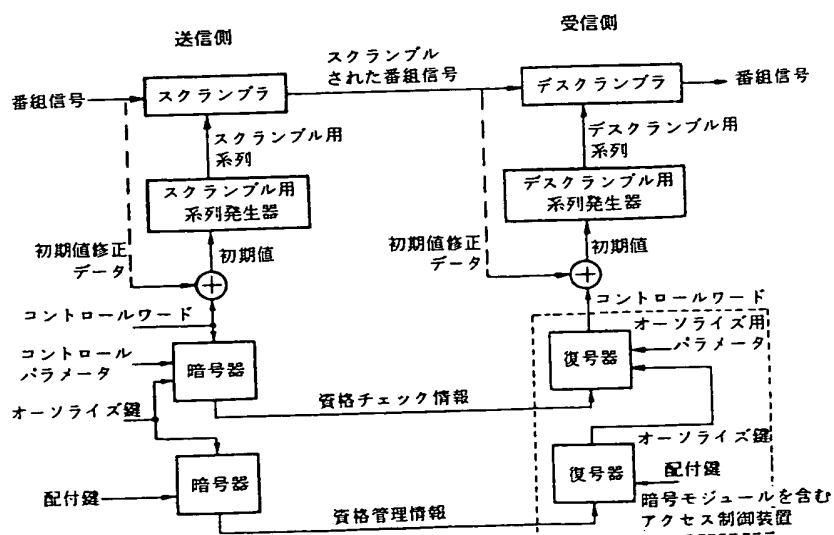 送信側
受信側
スクランブル
された番組信号
番組信号
スクランブラ
デスクランブラ
番組信号
スクランブル用
系列
デスクランブル用
系列
スクランブル用
系列発生器
デスクランブル用
系列発生器
初期値修正
データ
初期値
初期値修正
データ
初期値
コントロールワード
コントロールワード
コントロール
パラメータ
暗号器
復号器
オーソライズ用
パラメータ
オーソライズ鍵
資格チェック情報
オーソライズ鍵
配付鍵
暗号器
復号器
配付鍵
資格管理情報
暗号モジュールを含む
アクセス制御装置